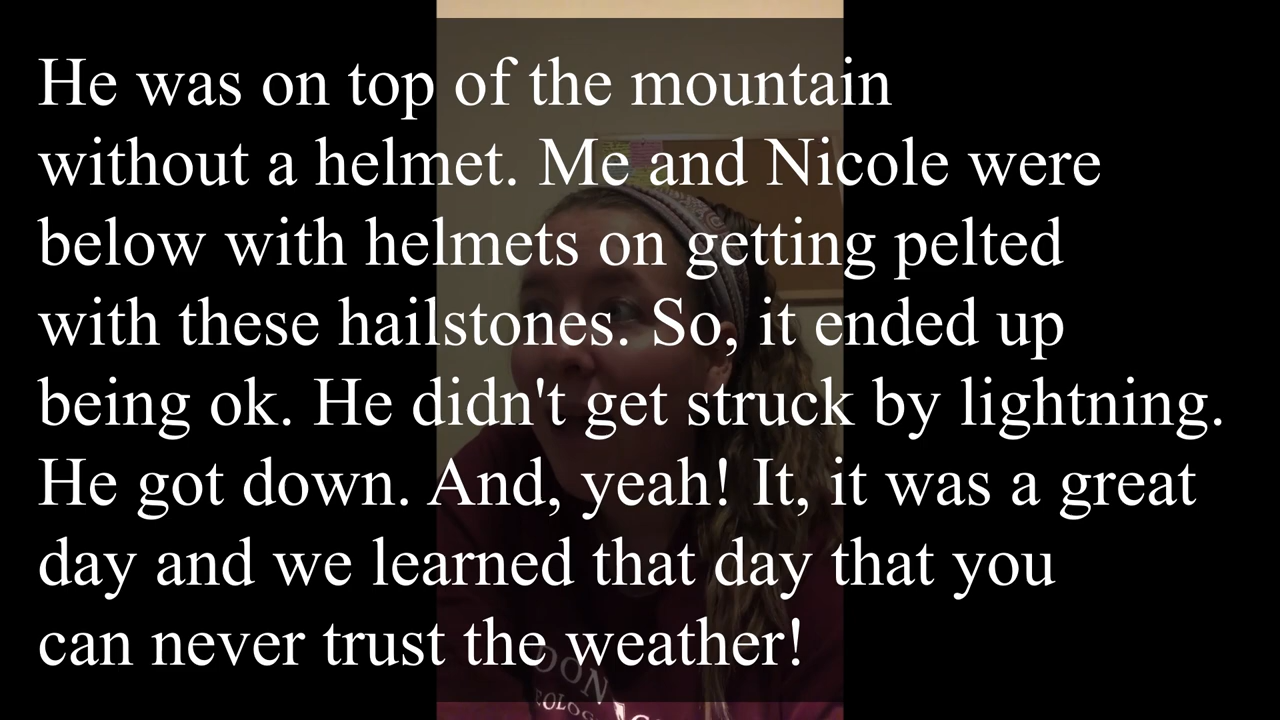 He was on top of the mountain
without a helmet. Me and Nicole were
below with helmets on getting pelted
with these hailstones. So, it ended up
being ok. He didn't get struck by lightning.
He got down. And, yeah! It, it was a great
day and we learned that day that you
can never trust the weather!